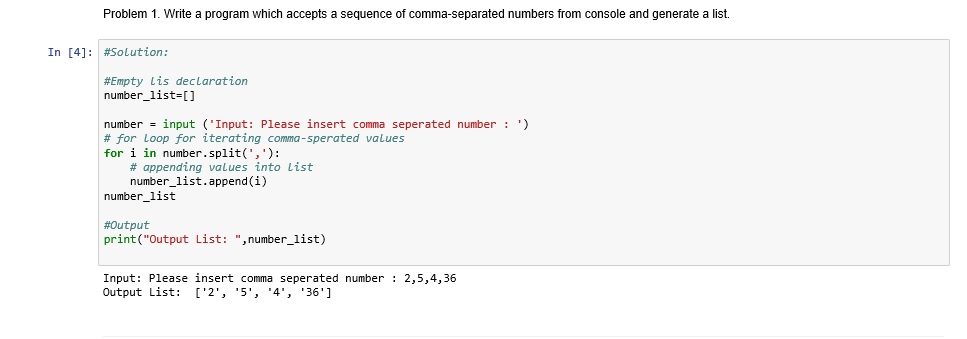 Problem 1. Write a program which accepts a sequence of comma-separated numbers from console and generate a list.
In [4]: #Solution:
#Empty lis declaration
number_list=[]
number = input ('Input: Please insert comma seperated number : ')
# for loop for iterating comma-sperated values
for i in number.split(','):
    # appending values into list
    number_list.append(i)
number_list
#Output
print("Output List: ",number_list)
Input: Please insert comma seperated number : 2,5,4,36
Output List:  ['2', '5', '4', '36']